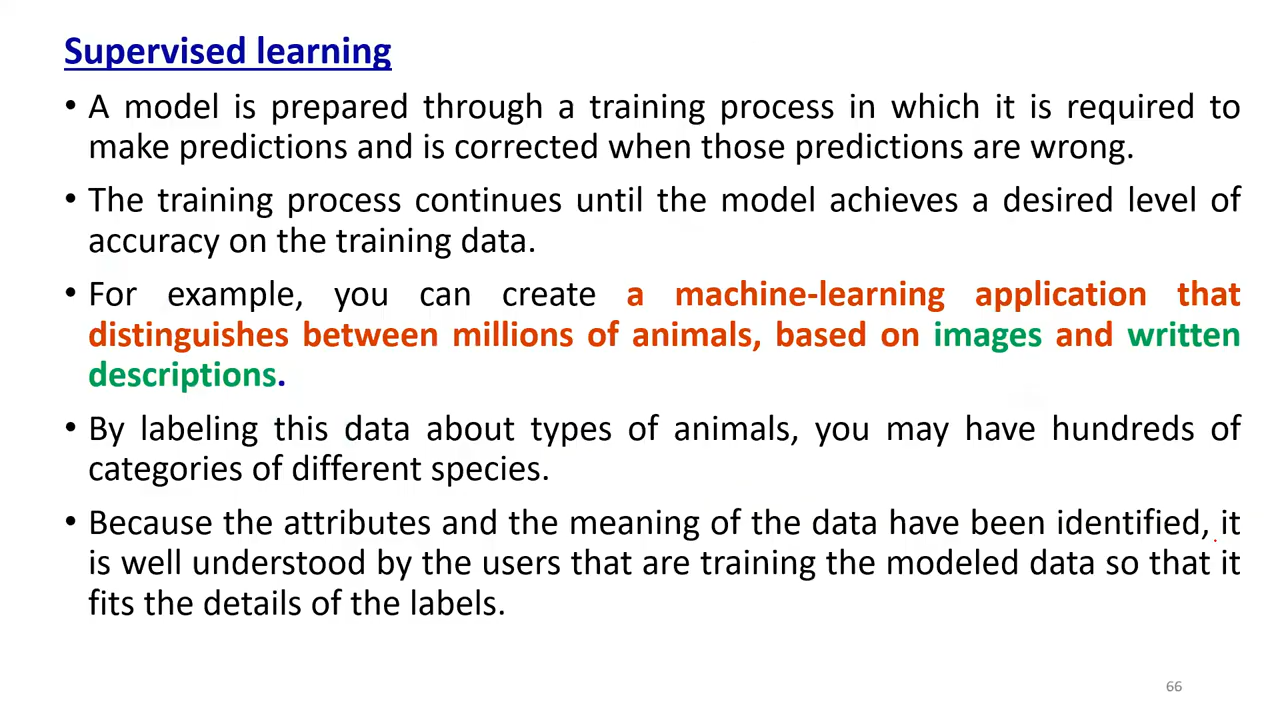 Supervised learning
• A model is prepared through a training process in which it is required to
make predictions and is corrected when those predictions are wrong.
• The training process continues until the model achieves a desired level of
accuracy on the training data.
• For example, you can create a machine-learning application that
distinguishes between millions of animals, based on images and written
descriptions.
• By labeling this data about types of animals, you may have hundreds of
categories of different species.
• Because the attributes and the meaning of the data have been identified, it
is well understood by the users that are training the modeled data so that it
fits the details of the labels.
66